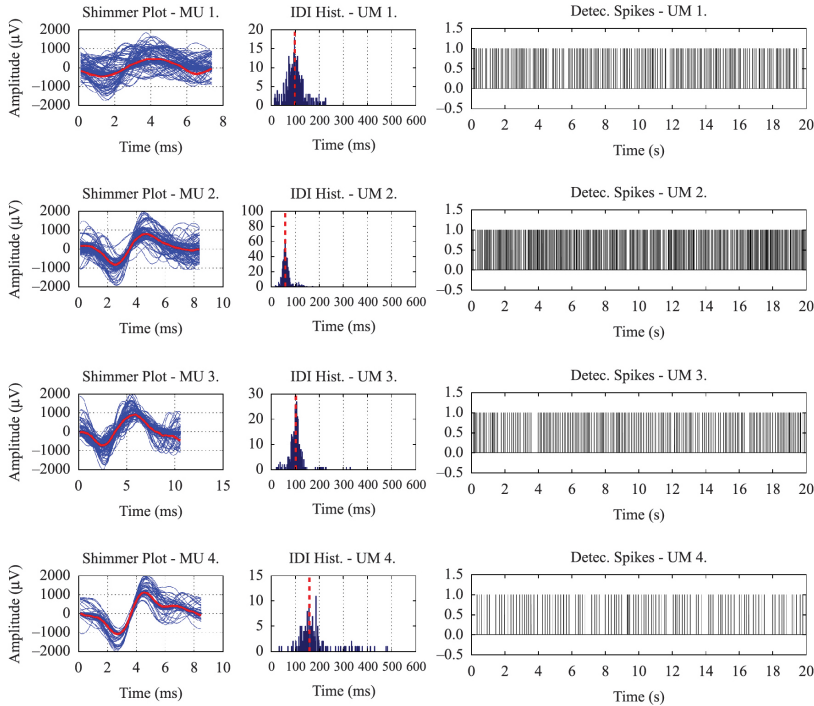 Shimmer Plot - MU 1.
IDI Hist. - UM 1.
Detec. Spikes - UM 1.
Amplitude (µV)
2000
1000
0
−1000
−2000
0 2 4 6 8
Time (ms)
20
15
10
5
0
0 100 200 300 400 500 600
Time (ms)
1.5
1.0
0.5
0.0
−0.5
0 2 4 6 8 10 12 14 16 18 20
Time (s)
Shimmer Plot - MU 2.
IDI Hist. - UM 2.
Detec. Spikes - UM 2.
Amplitude (µV)
2000
1000
0
−1000
−2000
0 2 4 6 8 10
Time (ms)
100
80
60
40
20
0
0 100 200 300 400 500 600
Time (ms)
1.5
1.0
0.5
0.0
−0.5
0 2 4 6 8 10 12 14 16 18 20
Time (s)
Shimmer Plot - MU 3.
IDI Hist. - UM 3.
Detec. Spikes - UM 3.
Amplitude (µV)
2000
1000
0
−1000
−2000
0 5 10 15
Time (ms)
30
20
10
0
0 100 200 300 400 500 600
Time (ms)
1.5
1.0
0.5
0.0
−0.5
0 2 4 6 8 10 12 14 16 18 20
Time (s)
Shimmer Plot - MU 4.
IDI Hist. - UM 4.
Detec. Spikes - UM 4.
Amplitude (µV)
2000
1000
0
−1000
−2000
0 2 4 6 8 10
Time (ms)
15
10
5
0
0 100 200 300 400 500 600
Time (ms)
1.5
1.0
0.5
0.0
−0.5
0 2 4 6 8 10 12 14 16 18 20
Time (s)